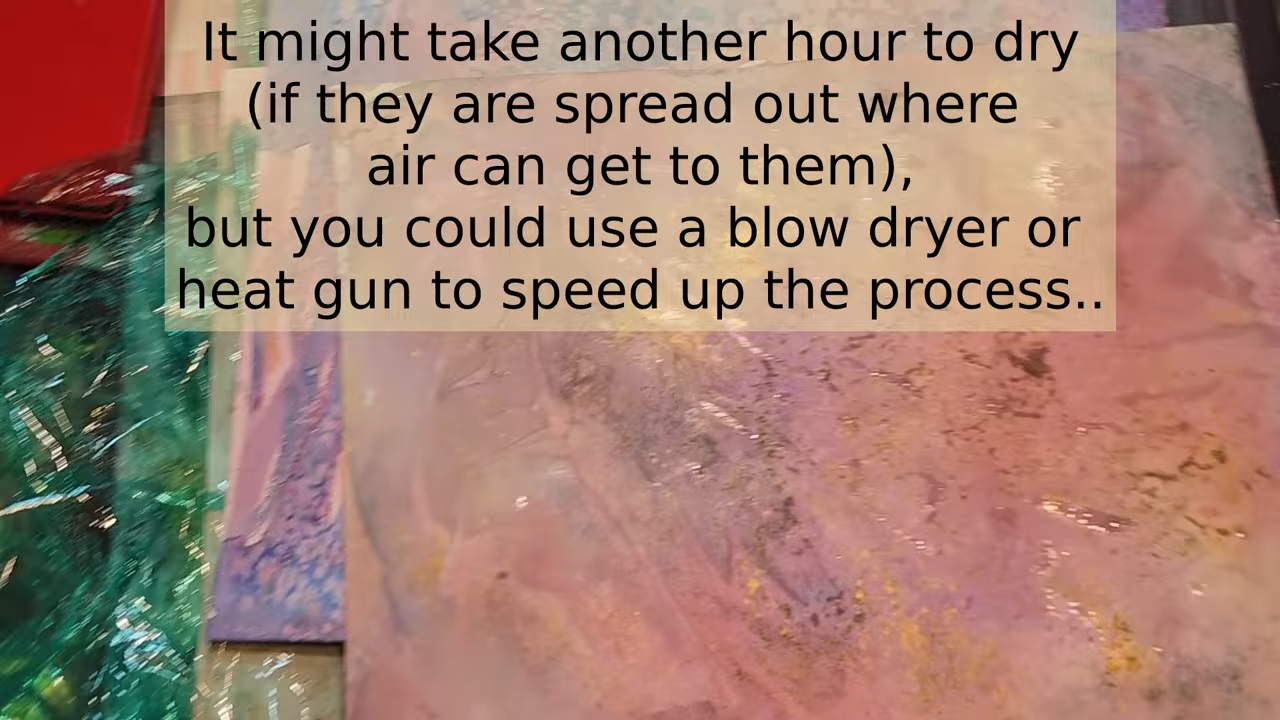 It might take another hour to dry
(if they are spread out where
air can get to them),
but you could use a blow dryer or
heat gun to speed up the process..